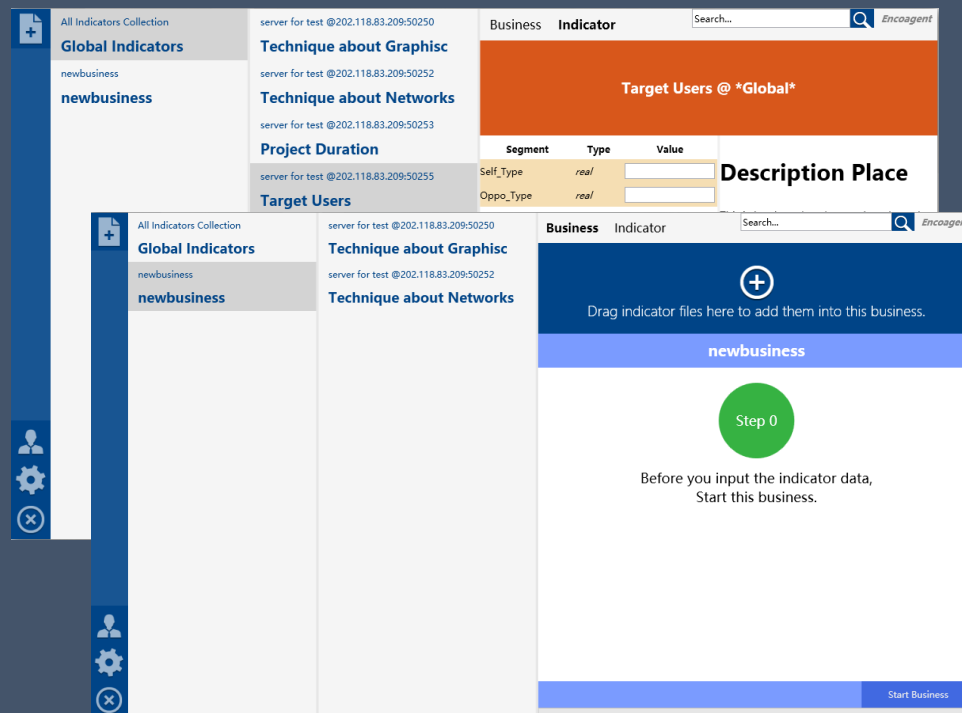 All Indicators Collection
Global Indicators
newbusiness
newbusiness
server for test @202.118.83.209:50250
Technique about Graphisc
server for test @202.118.83.209:50252
Technique about Networks
server for test @202.118.83.209:50253
Project Duration
server for test @202.118.83.209:50255
Target Users
Business Indicator
Search...
Encoagent
Target Users @ *Global*
Segment Type Value
Self_Type real
Oppo_Type real
Description Place
All Indicators Collection
Global Indicators
newbusiness
newbusiness
server for test @202.118.83.209:50250
Technique about Graphisc
server for test @202.118.83.209:50252
Technique about Networks
Business Indicator
Search...
Encoagen
Drag indicator files here to add them into this business.
newbusiness
Step 0
Before you input the indicator data,
Start this business.
Start Business